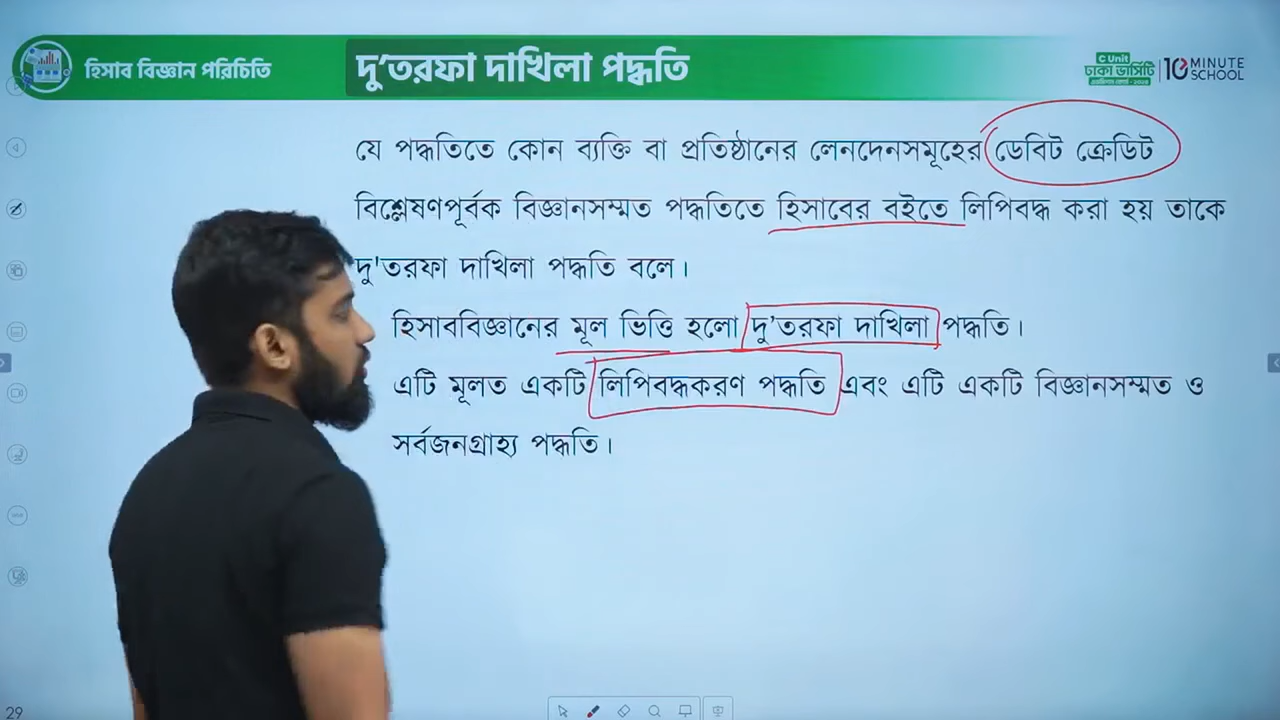 হিসাব বিজ্ঞান পরিচিতি
দু'তরফা দাখিলা পদ্ধতি
C Unit
ঢাকা ভার্সিটি
10 MINUTE SCHOOL
যে পদ্ধতিতে কোন ব্যক্তি বা প্রতিষ্ঠানের লেনদেনসমূহের ডেবিট ক্রেডিট
বিশ্লেষণপূর্বক বিজ্ঞানসম্মত পদ্ধতিতে হিসাবের বইতে লিপিবদ্ধ করা হয় তাকে
দু'তরফা দাখিলা পদ্ধতি বলে।
হিসাববিজ্ঞানের মূল ভিত্তি হলো দু’তরফা দাখিলা পদ্ধতি।
এটি মূলত একটি লিপিবদ্ধকরণ পদ্ধতি এবং এটি একটি বিজ্ঞানসম্মত ও
সর্বজনগ্রাহ্য পদ্ধতি।
29